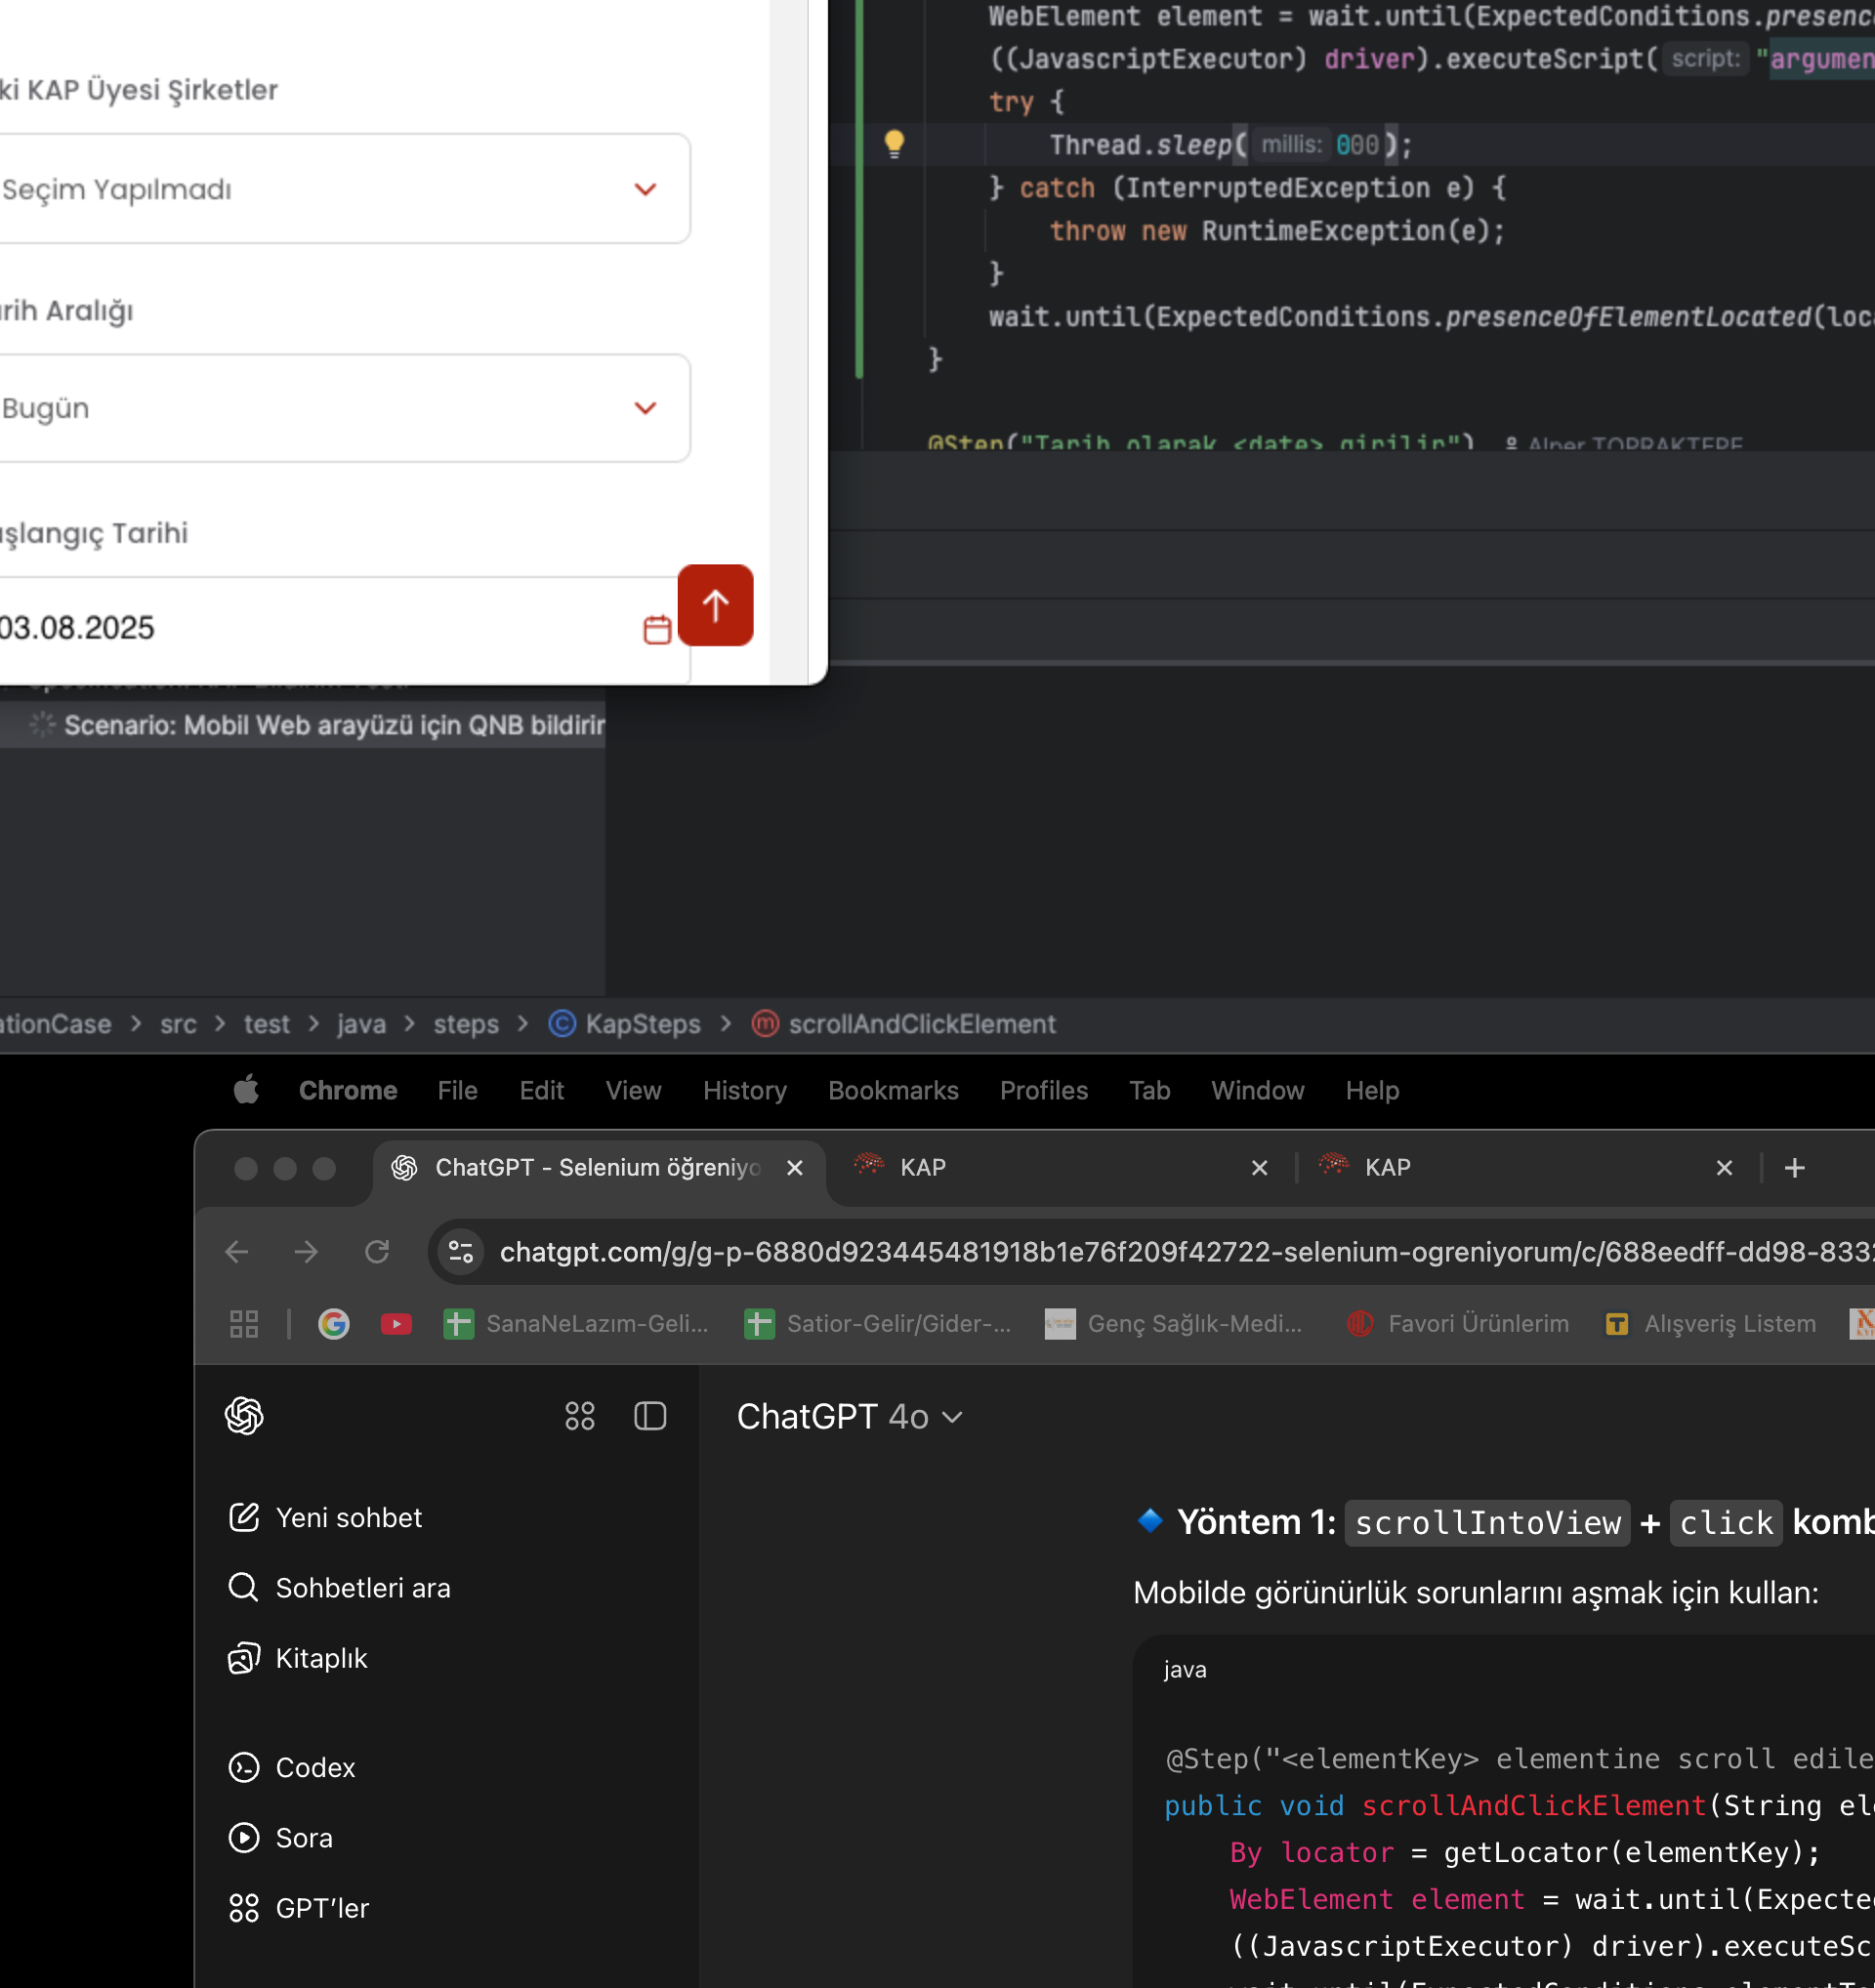 ki KAP Üyesi Şirketler
Seçim Yapılmadı
rih Aralığı
Bugün
şlangıç Tarihi
03.08.2025
WebElement element = wait.until(ExpectedConditions.presenc
((JavascriptExecutor) driver).executeScript( script: "argumen
try {
Thread.sleep( millis: 000 );
} catch (InterruptedException e) {
throw new RuntimeException(e);
}
wait.until(ExpectedConditions.presenceOfElementLocated(loc
}
@Step("Tarih olarak <date> girilir") Alper TOPRAKTEPE
Scenario: Mobil Web arayüzü için QNB bildirir
ationCase > src > test > java > steps > KapSteps > scrollAndClickElement
Chrome File Edit View History Bookmarks Profiles Tab Window Help
ChatGPT - Selenium öğreniyo KAP KAP
chatgpt.com/g/g-p-6880d923445481918b1e76f209f42722-selenium-ogreniyorum/c/688eedff-dd98-833
SanaNeLazım-Geli... Satior-Gelir/Gider-... Genç Sağlık-Medi... Favori Ürünlerim Alışveriş Listem
ChatGPT 4o
Yeni sohbet
Sohbetleri ara
Kitaplık
Codex
Sora
GPT'ler
Yöntem 1: scrollIntoView + click komb
Mobilde görünürlük sorunlarını aşmak için kullan:
java
@Step("<elementKey> elementine scroll edile
public void scrollAndClickElement(String ele
By locator = getLocator(elementKey);
WebElement element = wait.until(Expected
((JavascriptExecutor) driver).executeSc